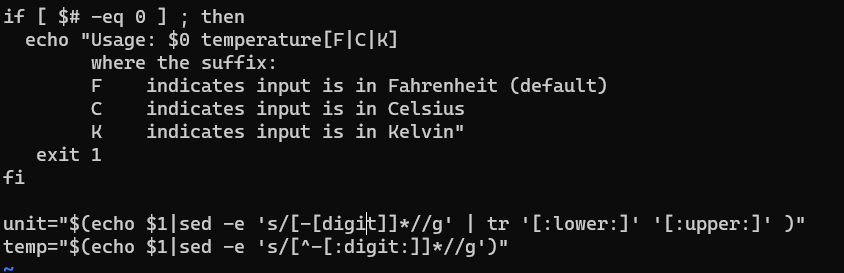 if [ $# -eq 0 ] ; then
  echo "Usage: $0 temperature[F|C|K]
        where the suffix:
        F    indicates input is in Fahrenheit (default)
        C    indicates input is in Celsius
        K    indicates input is in Kelvin"
   exit 1
fi

unit="$(echo $1|sed -e 's/[-[digit]]*//g' | tr '[:lower:]' '[:upper:]' )"
temp="$(echo $1|sed -e 's/[^-[:digit:]]*//g')"
~